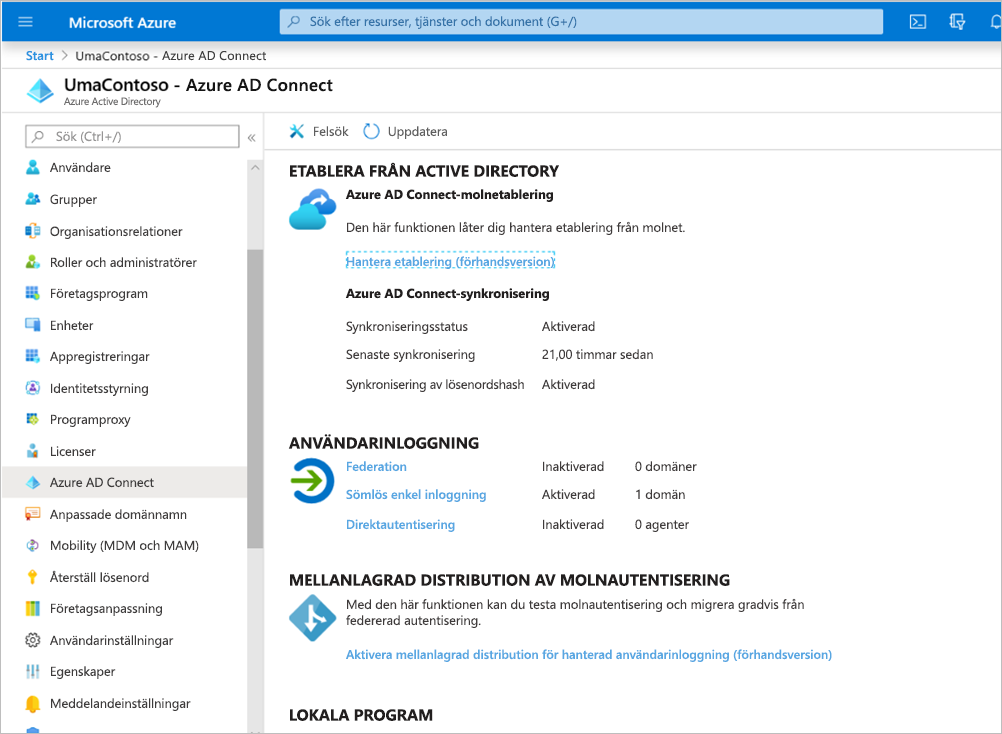 Microsoft Azure
Sök efter resurser, tjänster och dokument (G+/)
Start > UmaContoso - Azure AD Connect
UmaContoso - Azure AD Connect
Azure Active Directory
Sök (Ctrl+/)
«
Användare
Grupper
Organisationsrelationer
Roller och administratörer
Företagsprogram
Enheter
Appregistreringar
Identitetsstyrning
Programproxy
Licenser
Azure AD Connect
Anpassade domännamn
Mobility (MDM och MAM)
Återställ lösenord
Företagsanpassning
Användarinställningar
Egenskaper
Meddelandeinställningar
Felsök Uppdatera
ETABLERA FRÅN ACTIVE DIRECTORY
Azure AD Connect-molnetablering
Den här funktionen låter dig hantera etablering från molnet.
Hantera etablering (förhandsversion)
Azure AD Connect-synkronisering
Synkroniseringsstatus Aktiverad
Senaste synkronisering 21,00 timmar sedan
Synkronisering av lösenordshash Aktiverad
ANVÄNDARINLOGGNING
Federation Inaktiverad 0 domäner
Sömlös enkel inloggning Aktiverad 1 domän
Direktautentisering Inaktiverad 0 agenter
MELLANLAGRAD DISTRIBUTION AV MOLNAUTENTISERING
Med den här funktionen kan du testa molnautentisering och migrera gradvis från
federerad autentisering.
Aktivera mellanlagrad distribution för hanterad användarinloggning (förhandsversion)
LOKALA PROGRAM